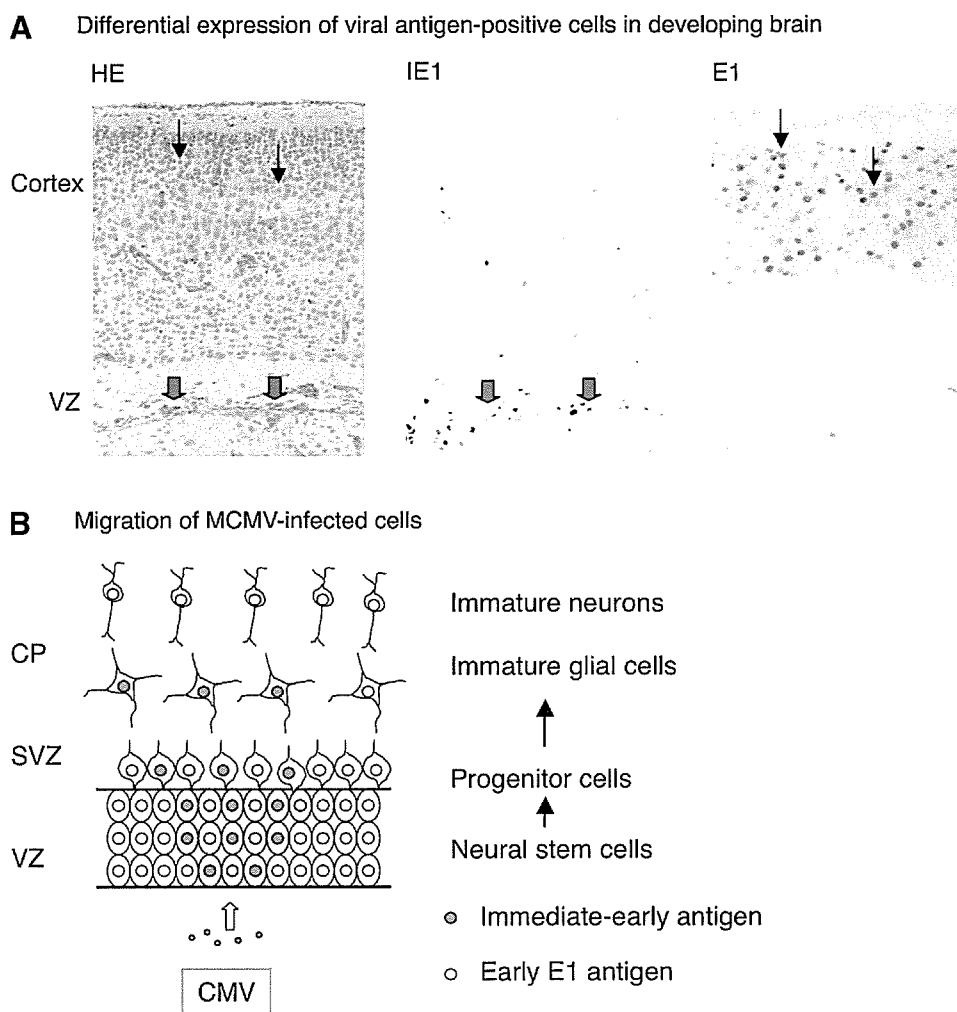 A Differential expression of viral antigen-positive cells in developing brain
HE
IE1
E1
Cortex
VZ
B Migration of MCMV-infected cells
CP
SVZ
VZ
Immature neurons
Immature glial cells
Progenitor cells
Neural stem cells
Immediate-early antigen
Early E1 antigen
CMV